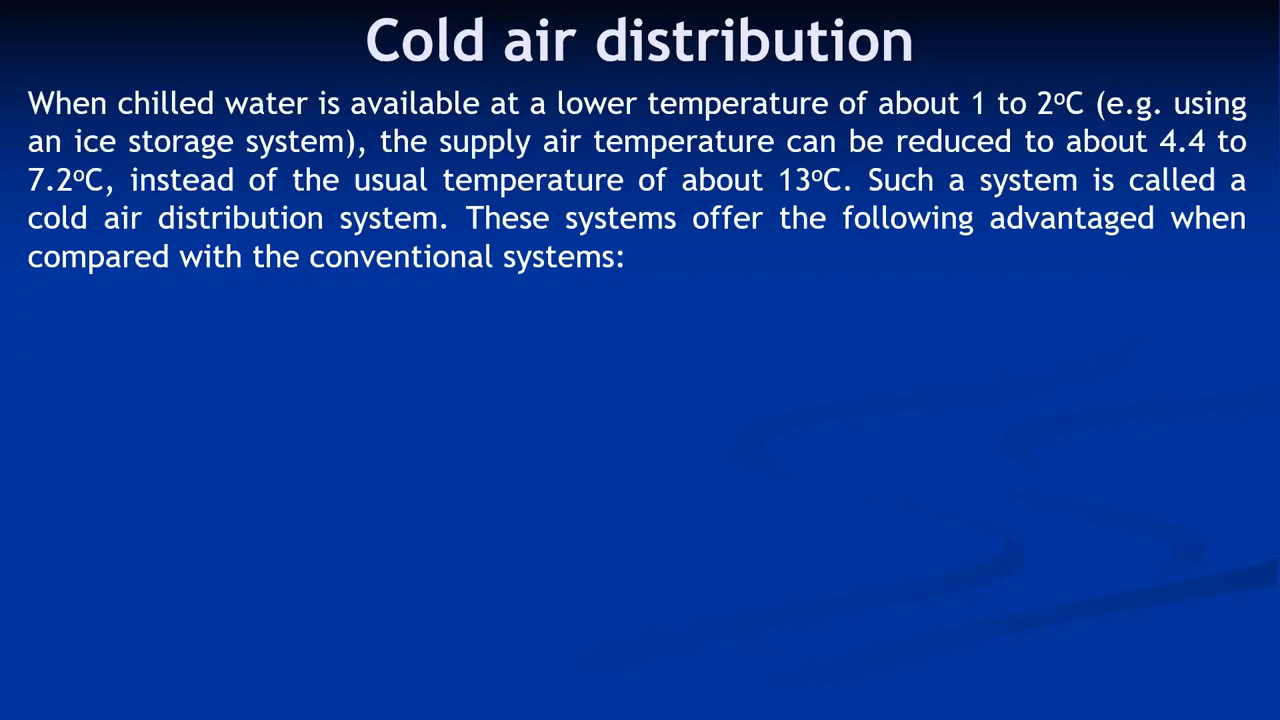 Cold air distribution
When chilled water is available at a lower temperature of about 1 to 2ºC (e.g. using
an ice storage system), the supply air temperature can be reduced to about 4.4 to
7.2ºC, instead of the usual temperature of about 13ºC. Such a system is called a
cold air distribution system. These systems offer the following advantaged when
compared with the conventional systems: